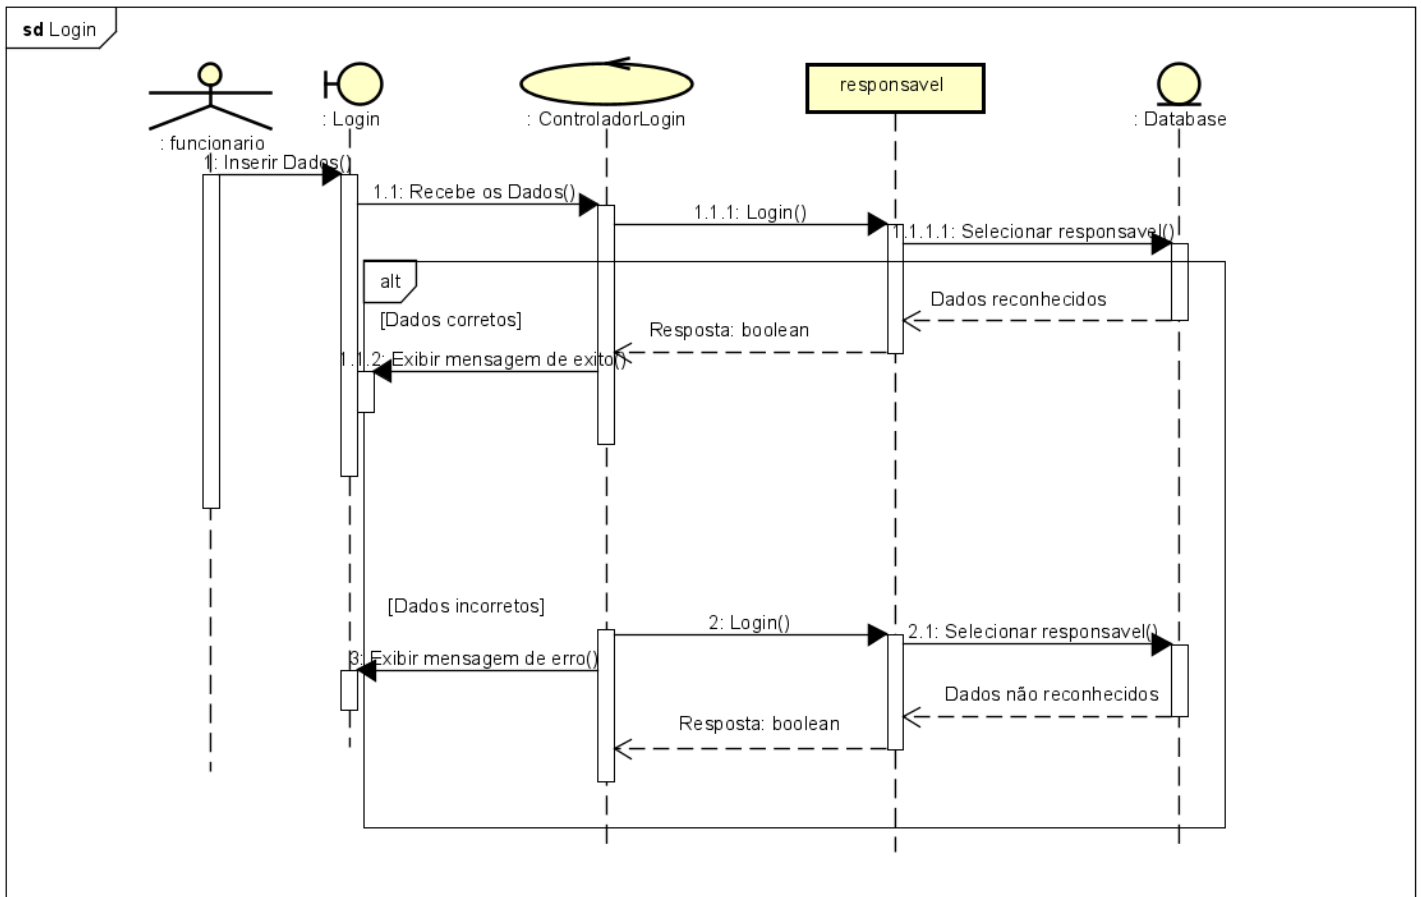 sd Login
: funcionario
: Login
: ControladorLogin
responsavel
: Database
1: Inserir Dados()
1.1: Recebe os Dados()
1.1.1: Login()
1.1.1.1: Selecionar responsavel()
alt
[Dados corretos]
Dados reconhecidos
Resposta: boolean
1.1.2: Exibir mensagem de exito()
[Dados incorretos]
2: Login()
2.1: Selecionar responsavel()
3: Exibir mensagem de erro()
Dados não reconhecidos
Resposta: boolean